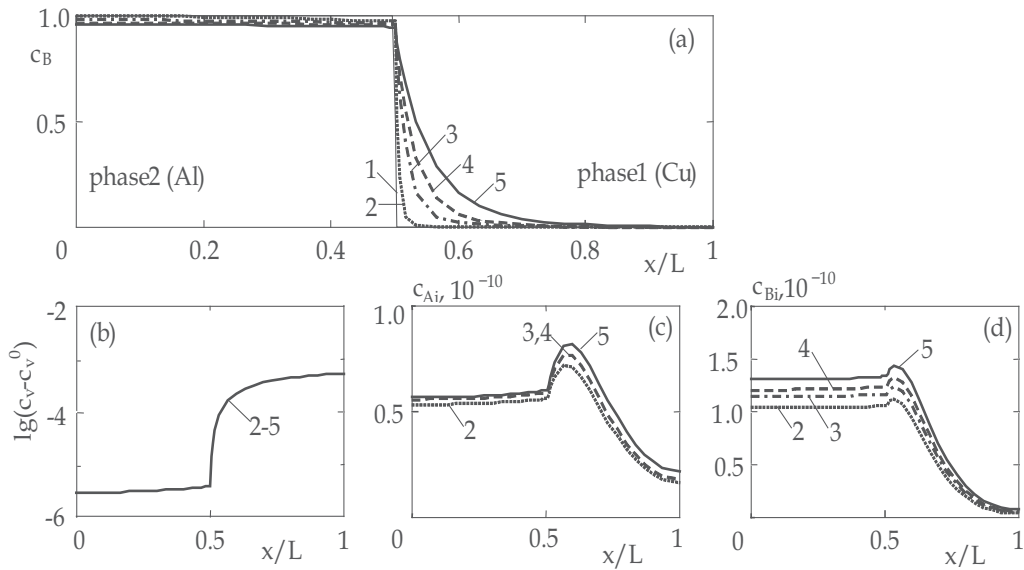 1.0
(a)
c_B
0.5
3
1
4
5
phase2 (Al)
phase1 (Cu)
2
0 0.2 0.4 0.6 0.8 1
x/L
-2
(b)
lg(c_v-c_v^0)
-4
2-5
-6
0 0.5 1
x/L
c_Ai, 10^-10
1.0
(c)
3,4
5
0.5
2
0 0.5 1
x/L
c_Bi, 10^-10
2.0
(d)
5
4
1.5
1.0
2
3
0.5
0 0.5 1
x/L